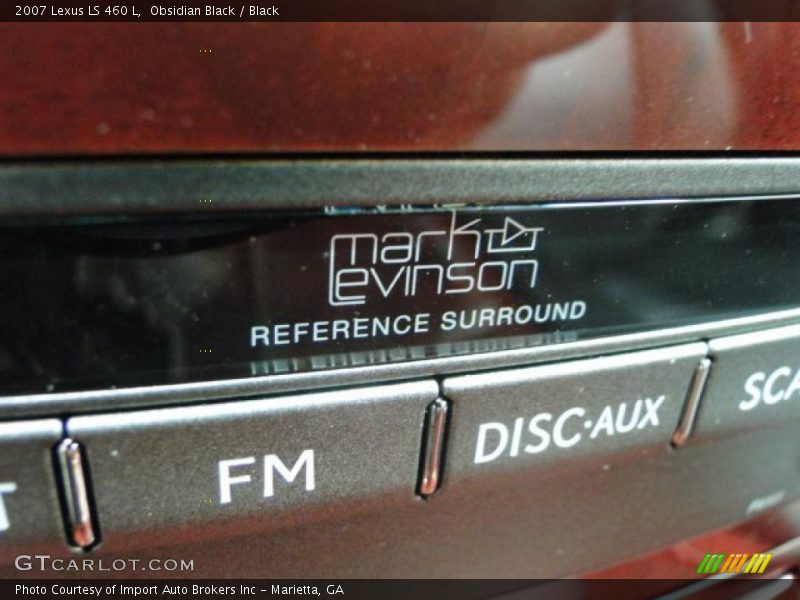 2007 Lexus LS 460 L, Obsidian Black / Black
mark
Levinson
REFERENCE SURROUND
FM
DISC·AUX
SCA
T
GTCARLOT.COM
Photo Courtesy of Import Auto Brokers Inc - Marietta, GA